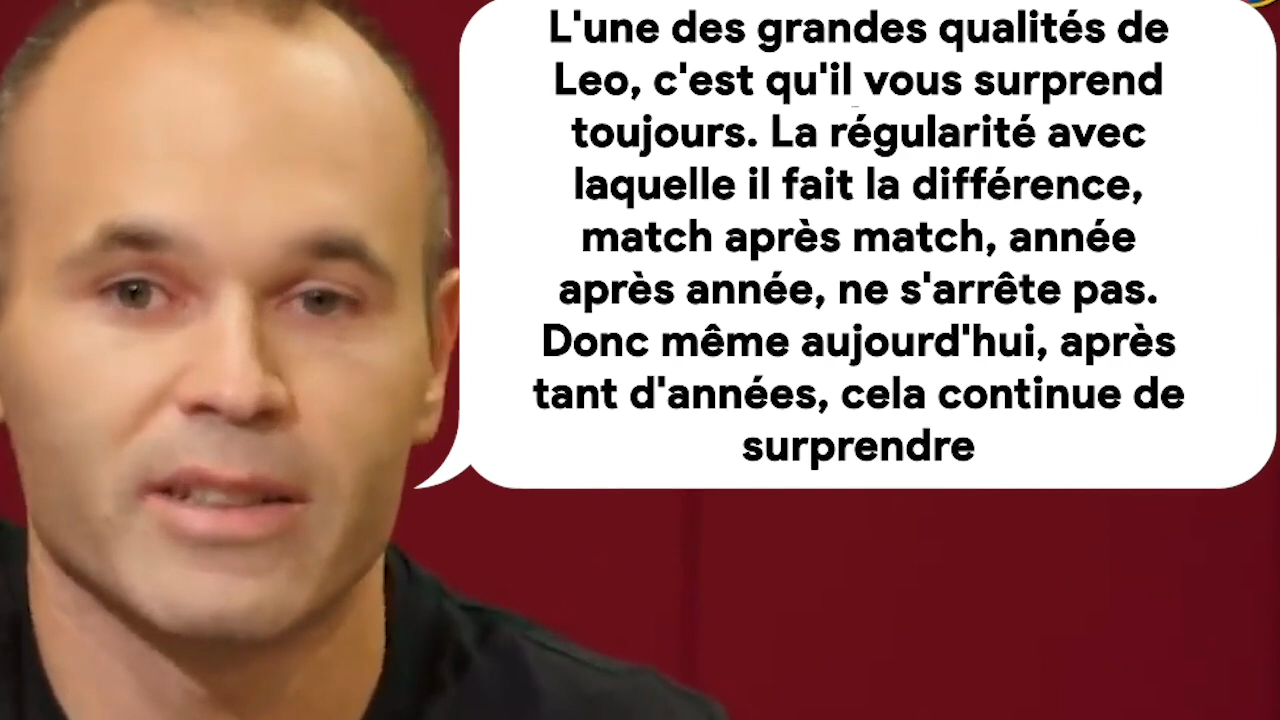 L'une des grandes qualités de
Leo, c'est qu'il vous surprend
toujours. La régularité avec
laquelle il fait la différence,
match après match, année
après année, ne s'arrête pas.
Donc même aujourd'hui, après
tant d'années, cela continue de
surprendre